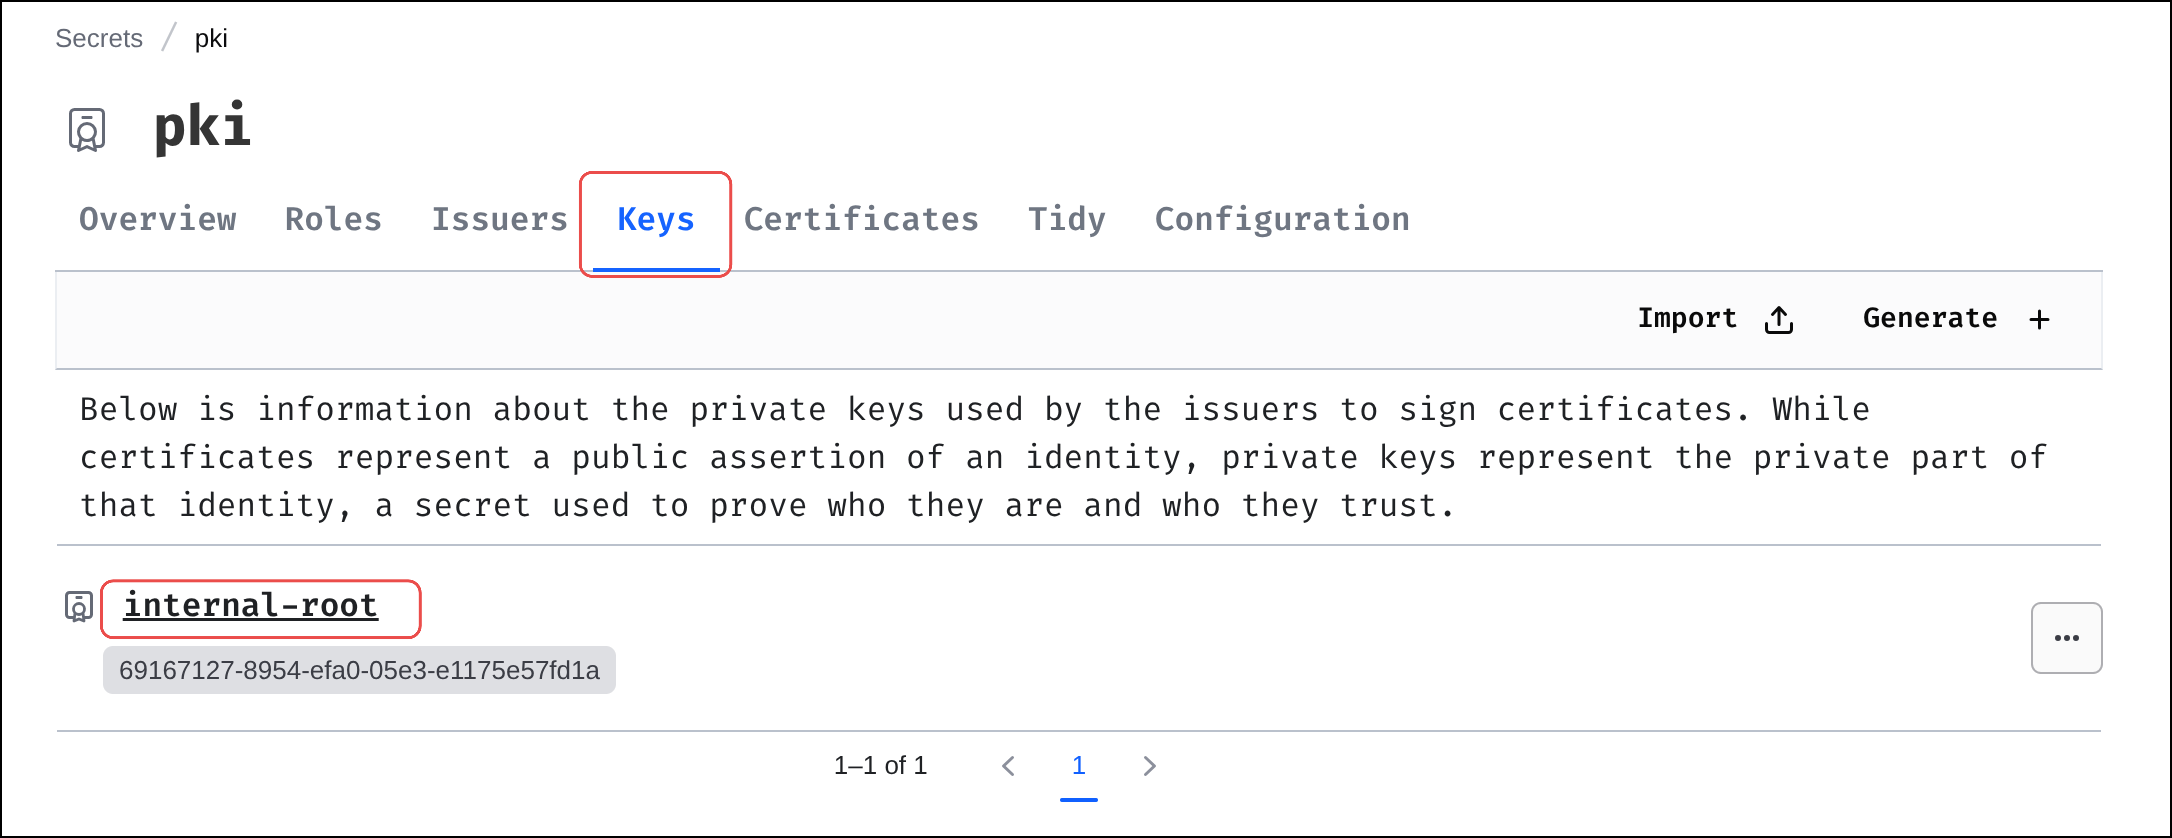 Secrets / pki
pki
Overview Roles Issuers Keys Certificates Tidy Configuration
Import Generate +
Below is information about the private keys used by the issuers to sign certificates. While
certificates represent a public assertion of an identity, private keys represent the private part of
that identity, a secret used to prove who they are and who they trust.
internal-root
69167127-8954-efa0-05e3-e1175e57fd1a
1–1 of 1 < 1 >